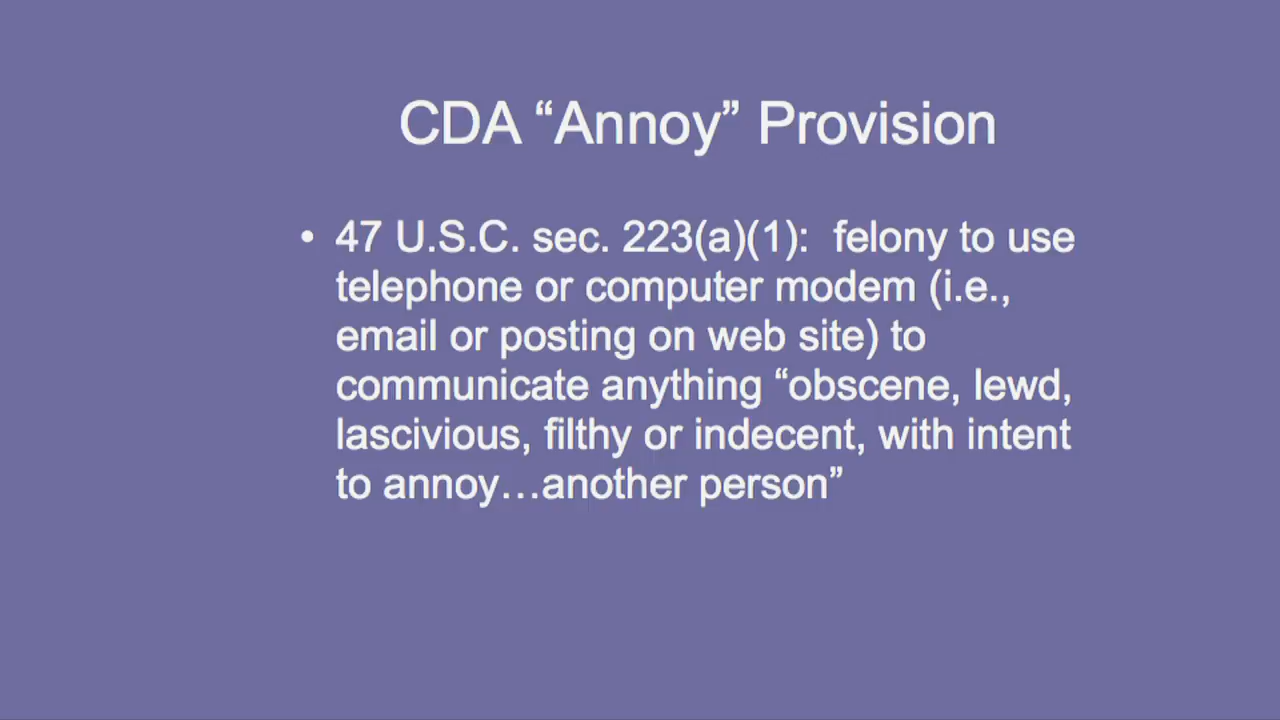 CDA “Annoy” Provision
• 47 U.S.C. sec. 223(a)(1):  felony to use
telephone or computer modem (i.e.,
email or posting on web site) to
communicate anything “obscene, lewd,
lascivious, filthy or indecent, with intent
to annoy…another person”